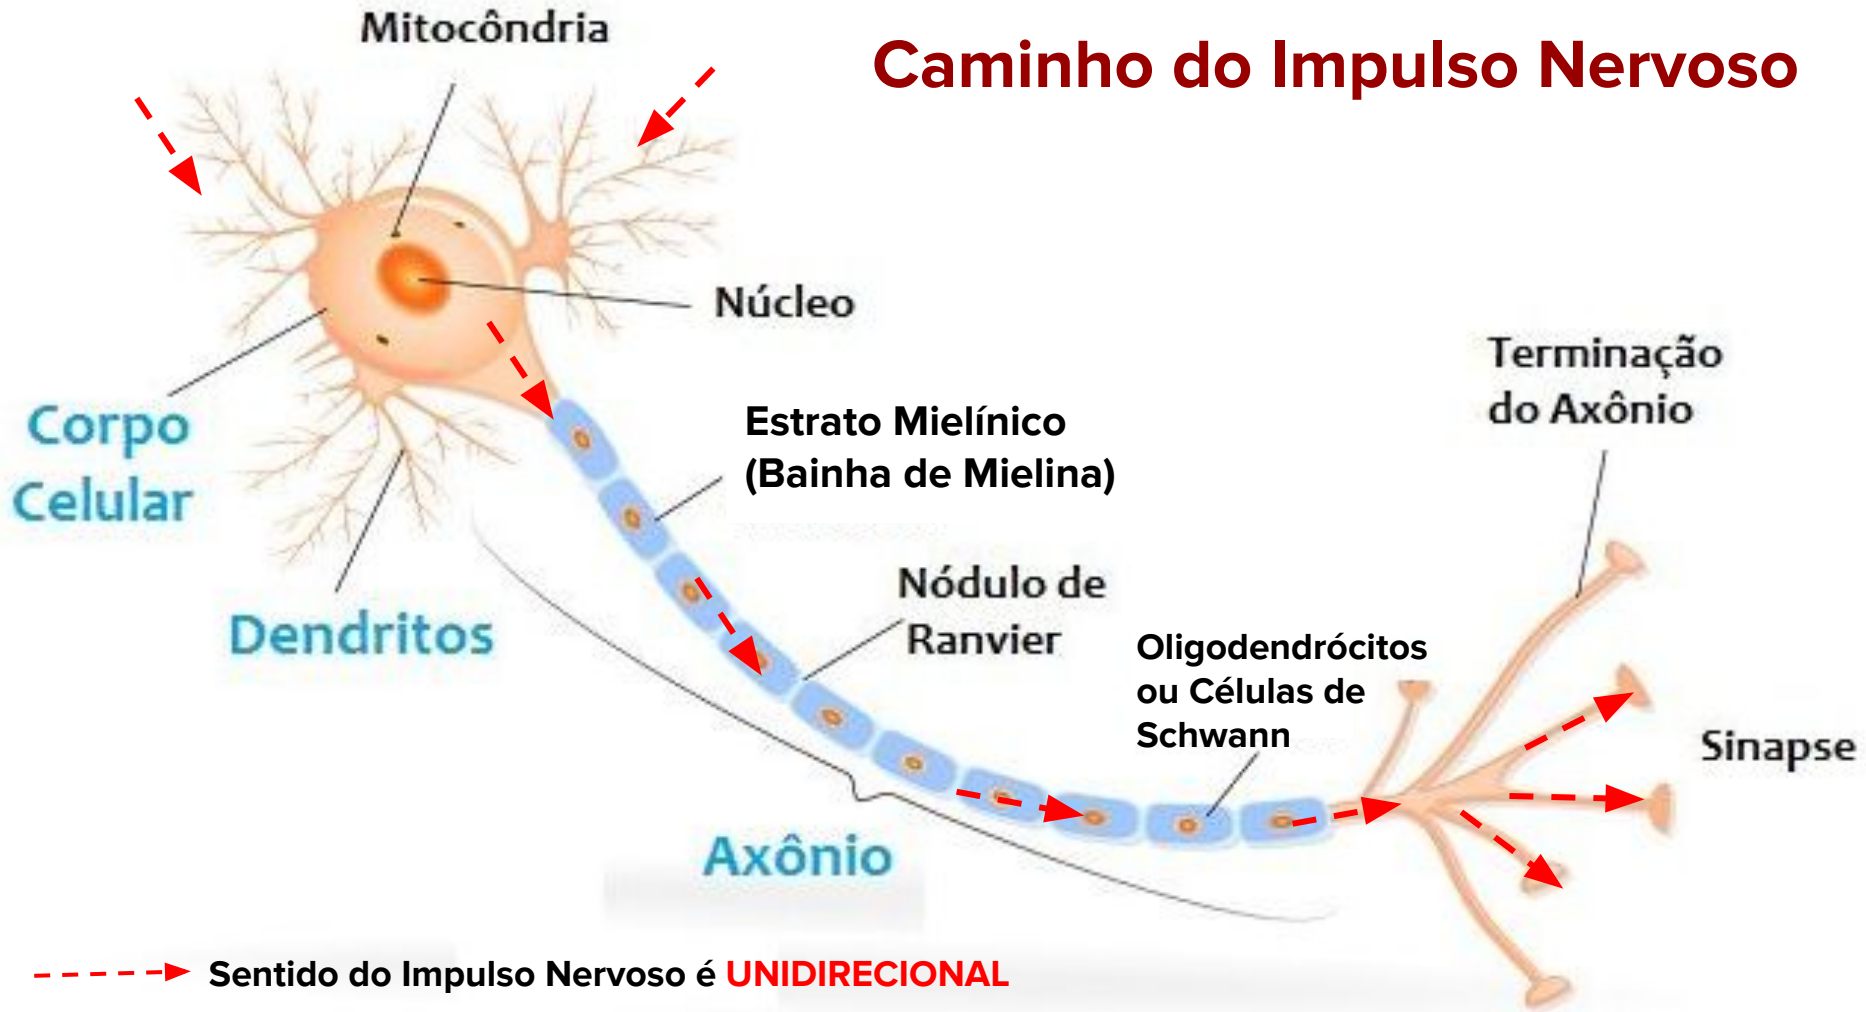 Mitocôndria
Caminho do Impulso Nervoso
Núcleo
Terminação
do Axônio
Corpo
Celular
Estrato Mielínico
(Bainha de Mielina)
Dendritos
Nódulo de
Ranvier
Oligodendrócitos
ou Células de
Schwann
Sinapse
Axônio
Sentido do Impulso Nervoso é UNIDIRECIONAL